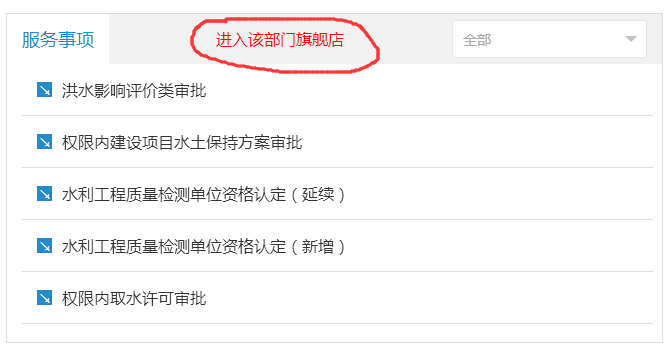 服务事项
进入该部门旗舰店
全部
洪水影响评价类审批
权限内建设项目水土保持方案审批
水利工程质量检测单位资格认定（延续）
水利工程质量检测单位资格认定（新增）
权限内取水许可审批